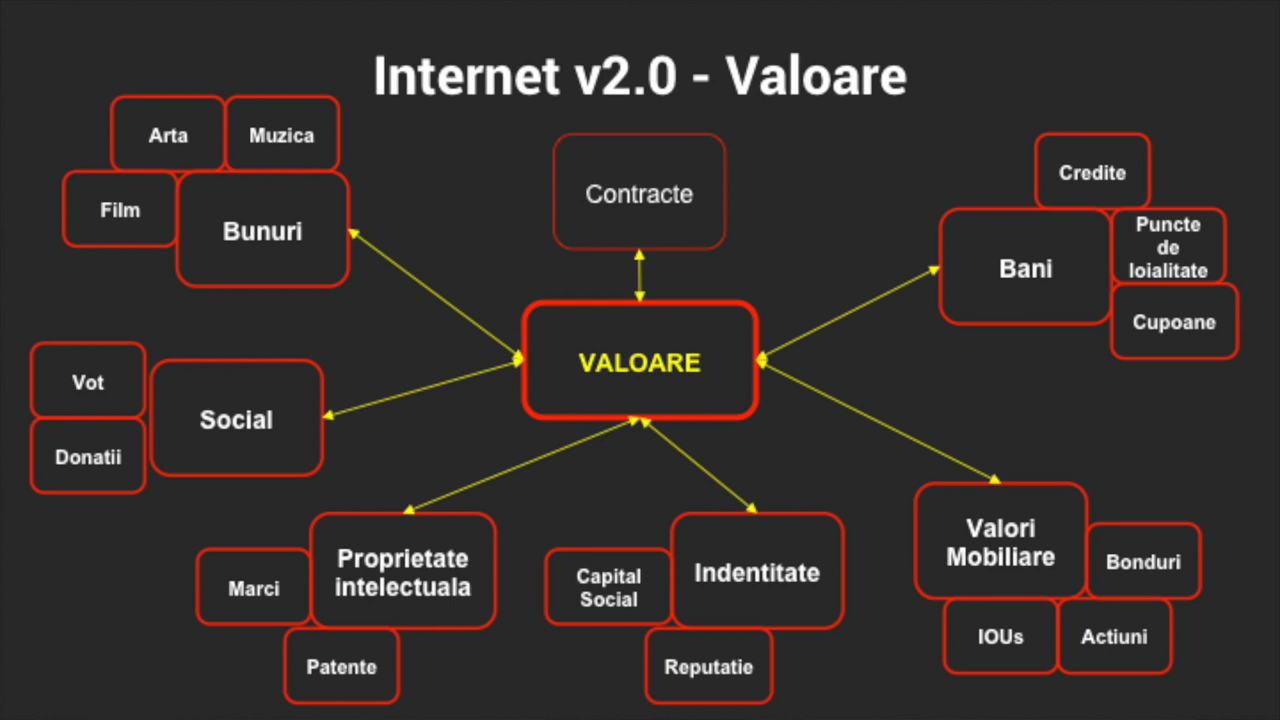 Internet v2.0 - Valoare
Arta
Muzica
Film
Bunuri
Contracte
Credite
Bani
Puncte
de
loialitate
Cupoane
VALOARE
Vot
Social
Donatii
Proprietate
intelectuala
Marci
Patente
Capital
Social
Indentitate
Reputatie
Valori
Mobiliare
Bonduri
IOUs
Actiuni